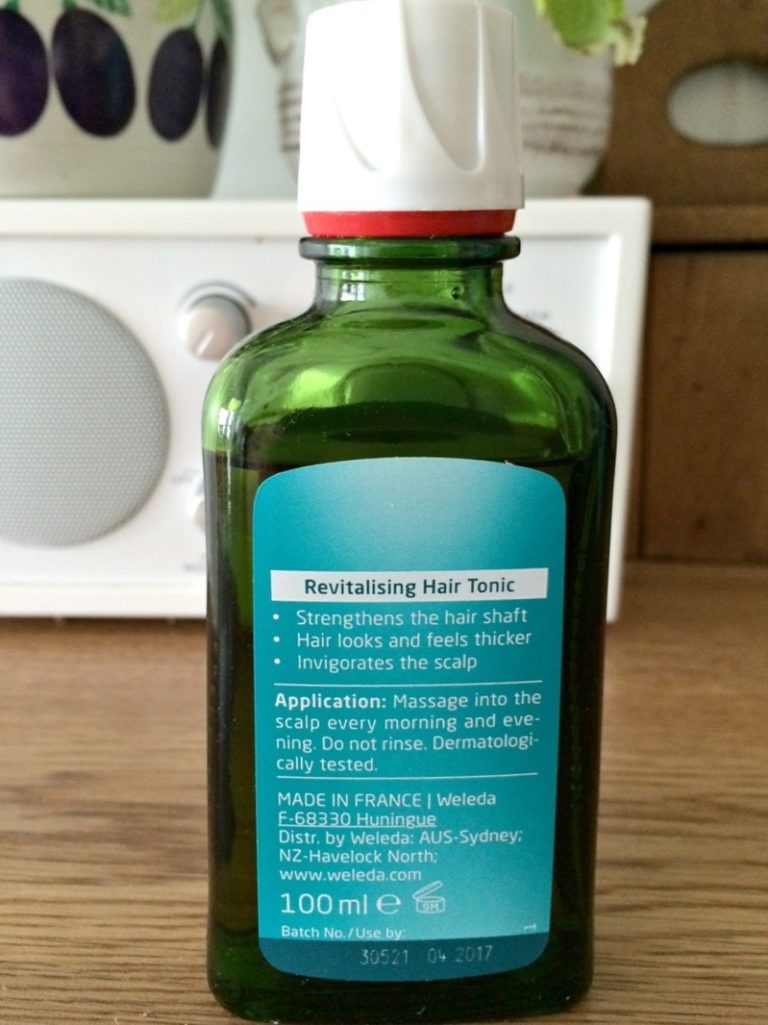 Revitalising Hair Tonic
• Strengthens the hair shaft
• Hair looks and feels thicker
• Invigorates the scalp
Application: Massage into the
scalp every morning and eve-
ning. Do not rinse. Dermatologi-
cally tested.
MADE IN FRANCE | Weleda
F-68330 Huningue
Distr. by Weleda: AUS-Sydney;
NZ-Havelock North;
www.weleda.com
100 ml ℮ 9M
Batch No./Use by: 1
30521 04 2017